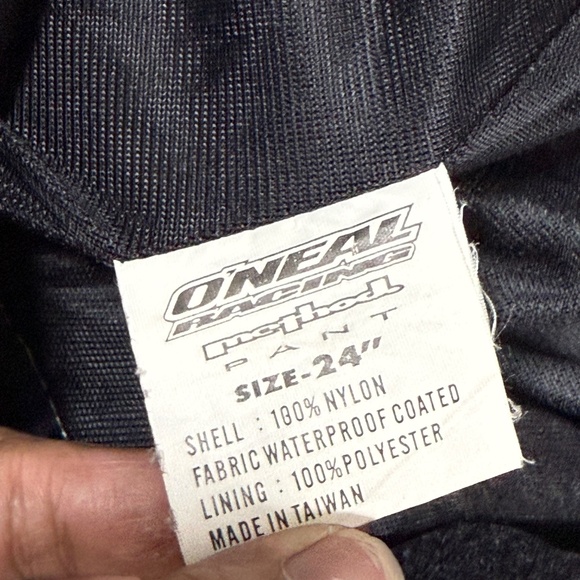 O'NEAL
RACING
method
PANT
SIZE-24"
SHELL : 100% NYLON
FABRIC WATERPROOF COATED
LINING : 100% POLYESTER
MADE IN TAIWAN